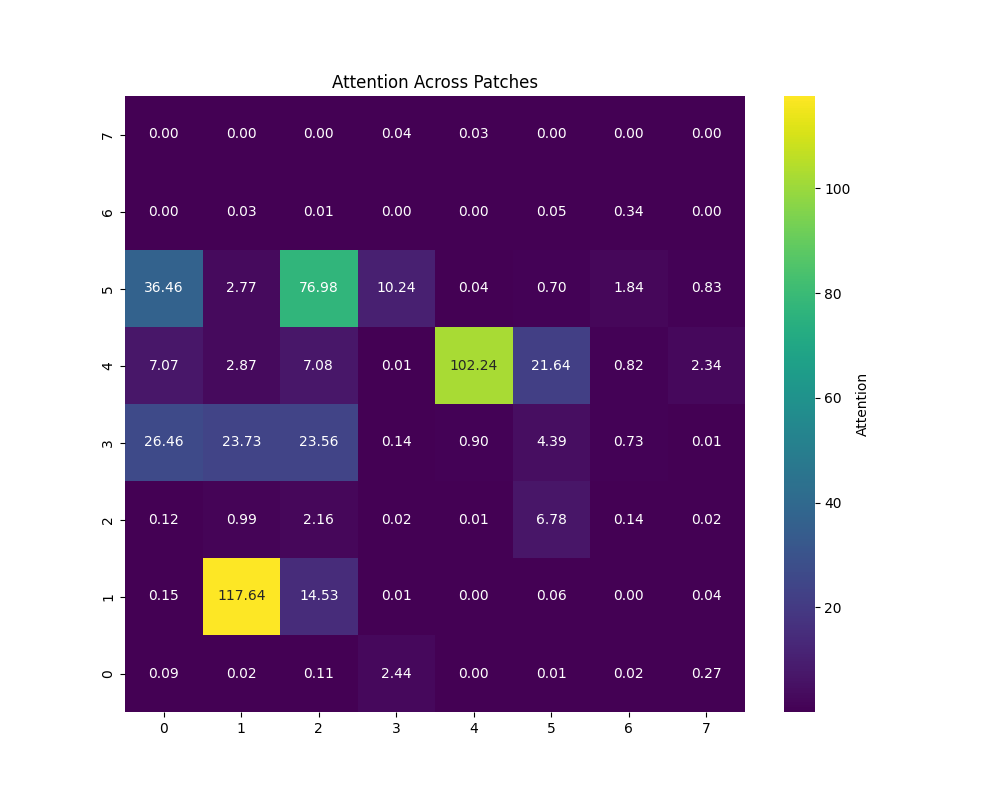 Attention Across Patches
7 0.00 0.00 0.00 0.04 0.03 0.00 0.00 0.00
6 0.00 0.03 0.01 0.00 0.00 0.05 0.34 0.00
5 36.46 2.77 76.98 10.24 0.04 0.70 1.84 0.83
4 7.07 2.87 7.08 0.01 102.24 21.64 0.82 2.34
3 26.46 23.73 23.56 0.14 0.90 4.39 0.73 0.01
2 0.12 0.99 2.16 0.02 0.01 6.78 0.14 0.02
1 0.15 117.64 14.53 0.01 0.00 0.06 0.00 0.04
0 0.09 0.02 0.11 2.44 0.00 0.01 0.02 0.27
0 1 2 3 4 5 6 7
100
80
60
40
20
Attention